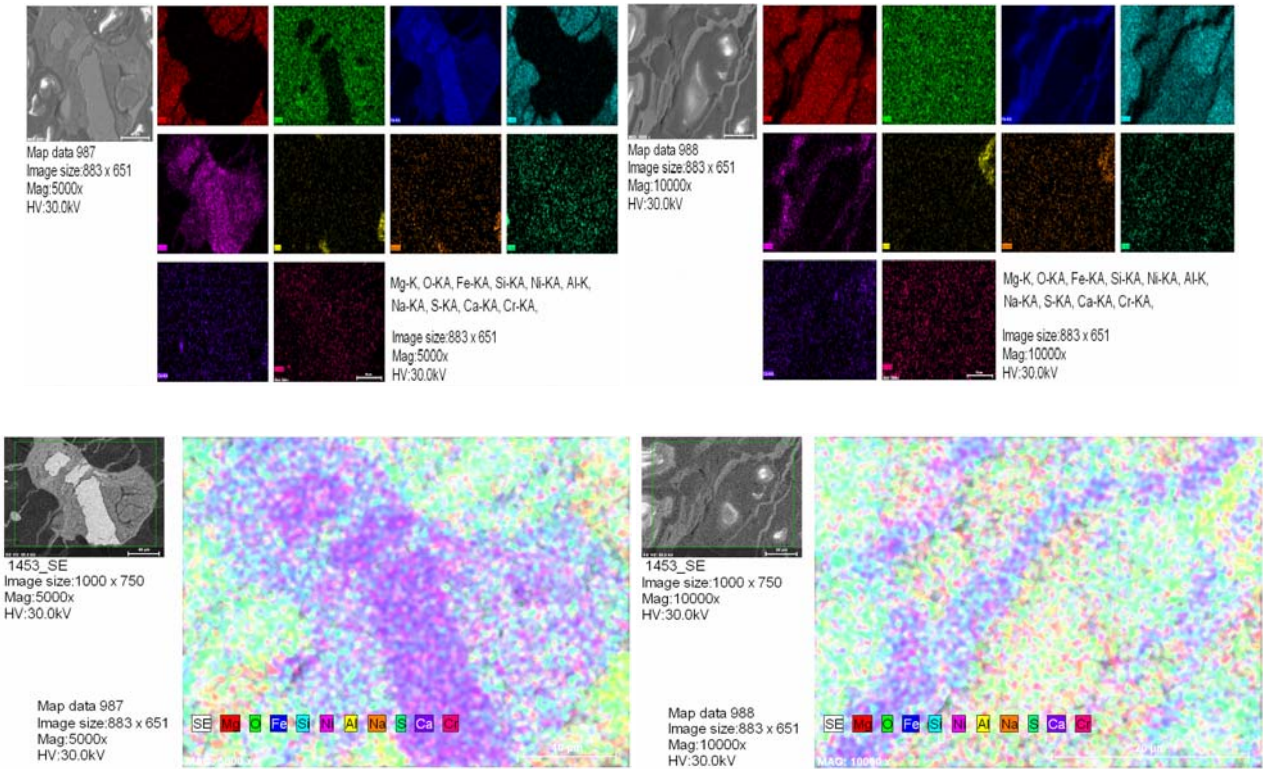 Map data 987
Image size:883 x 651
Mag:5000x
HV:30.0kV
Mg-K, O-KA, Fe-KA, Si-KA, Ni-KA, Al-K,
Na-KA, S-KA, Ca-KA, Cr-KA,
Image size:883 x 651
Mag:5000x
HV:30.0kV
Map data 988
Image size:883 x 651
Mag:10000x
HV:30.0kV
Mg-K, O-KA, Fe-KA, Si-KA, Ni-KA, Al-K,
Na-KA, S-KA, Ca-KA, Cr-KA,
Image size:883 x 651
Mag:10000x
HV:30.0kV
1453_SE
Image size:1000 x 750
Mag:5000x
HV:30.0kV
Map data 987
Image size:883 x 651
Mag:5000x
HV:30.0kV
SE Mg O Fe Si Ni Al Na S Ca Cr
1453_SE
Image size:1000 x 750
Mag:10000x
HV:30.0kV
Map data 988
Image size:883 x 651
Mag:10000x
HV:30.0kV
SE Mg O Fe Si Ni Al Na S Ca Cr
MAG: 10000 x